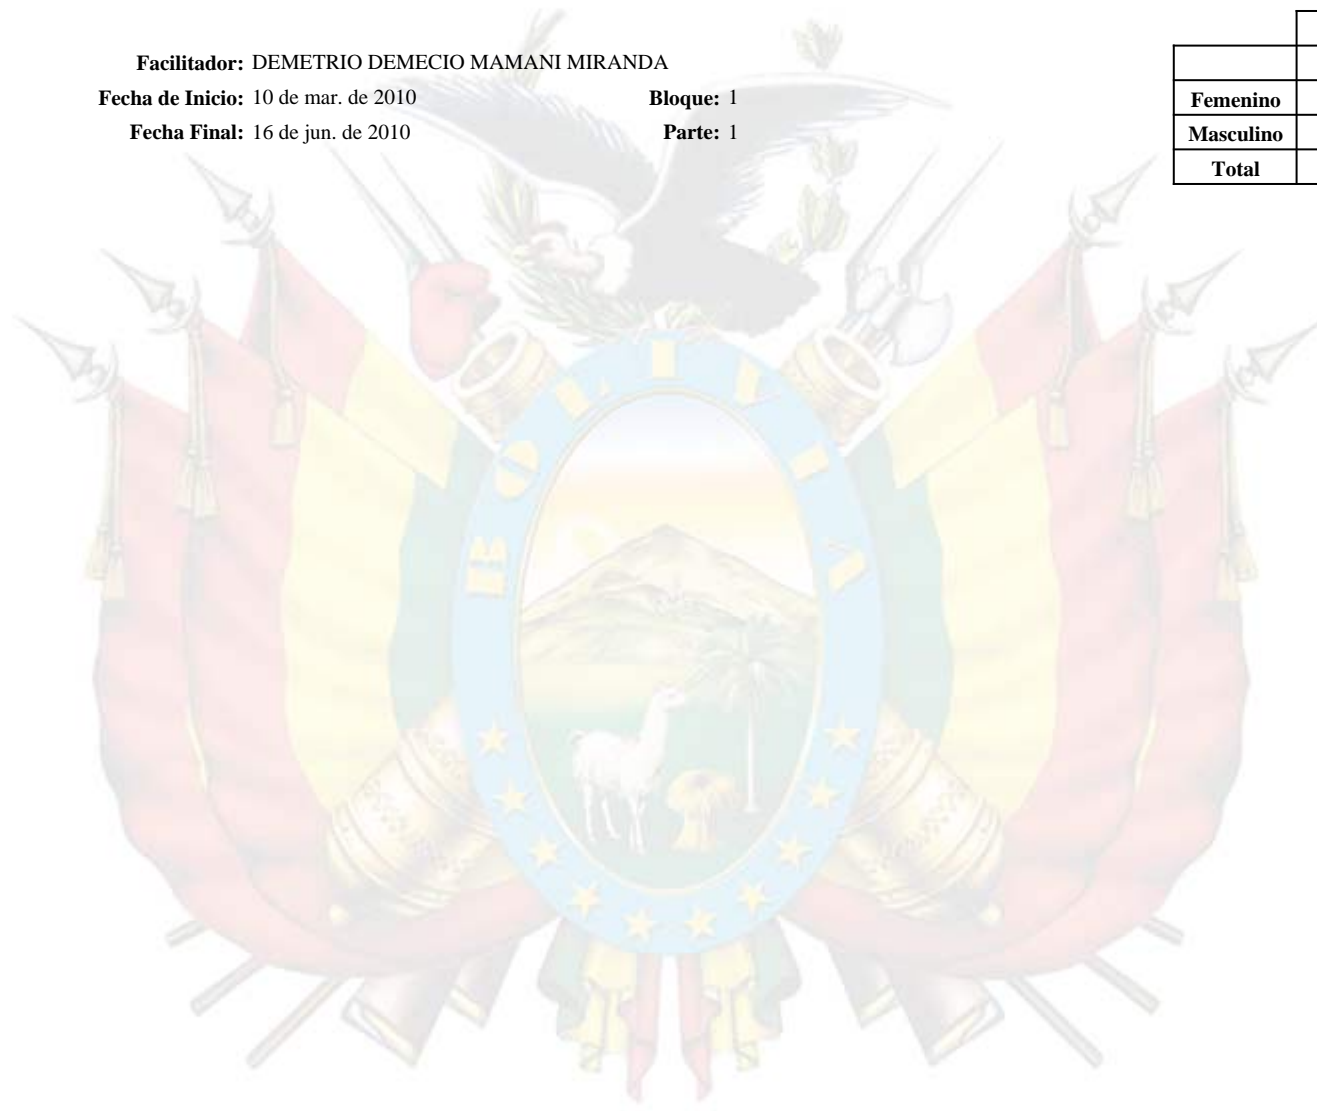 Facilitador: DEMETRIO DEMECIO MAMANI MIRANDA
Fecha de Inicio: 10 de mar. de 2010 Bloque: 1
Fecha Final: 16 de jun. de 2010 Parte: 1
Femenino
Masculino
Total
BOLIVIA